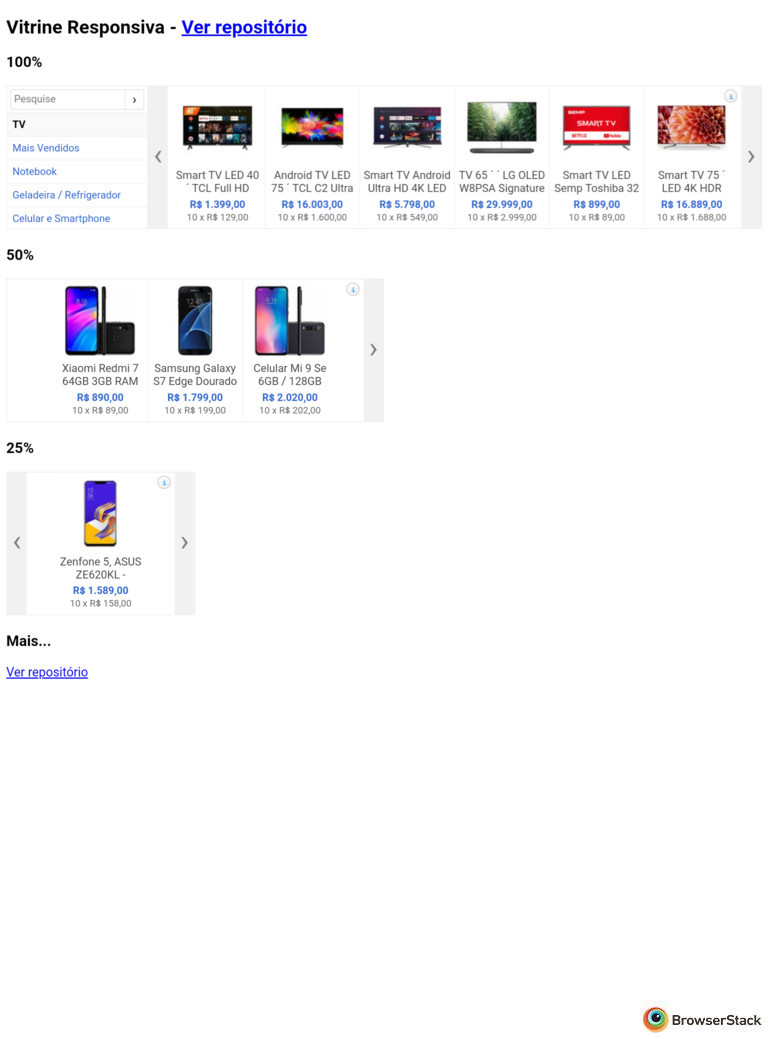 Vitrine Responsiva - Ver repositório
100%
Pesquise ›
TV
Mais Vendidos
Notebook
Geladeira / Refrigerador
Celular e Smartphone
❮
Smart TV LED 40
´ TCL Full HD
R$ 1.399,00
10 x R$ 129,00
Android TV LED
75 ´ TCL C2 Ultra
R$ 16.003,00
10 x R$ 1.600,00
Smart TV Android
Ultra HD 4K LED
R$ 5.798,00
10 x R$ 549,00
TV 65 ´ ´ LG OLED
W8PSA Signature
R$ 29.999,00
10 x R$ 2.999,00
SEMP
SMART TV
NETFLIX YouTube
Smart TV LED
Semp Toshiba 32
R$ 899,00
10 x R$ 89,00
i
Smart TV 75 ´
LED 4K HDR
R$ 16.889,00
10 x R$ 1.688,00
❯
50%
Xiaomi Redmi 7
64GB 3GB RAM
R$ 890,00
10 x R$ 89,00
12:45
Samsung Galaxy
S7 Edge Dourado
R$ 1.799,00
10 x R$ 199,00
i
Celular Mi 9 Se
6GB / 128GB
R$ 2.020,00
10 x R$ 202,00
❯
25%
❮
i
Zenfone 5, ASUS
ZE620KL -
R$ 1.589,00
10 x R$ 158,00
❯
Mais...
Ver repositório
BrowserStack